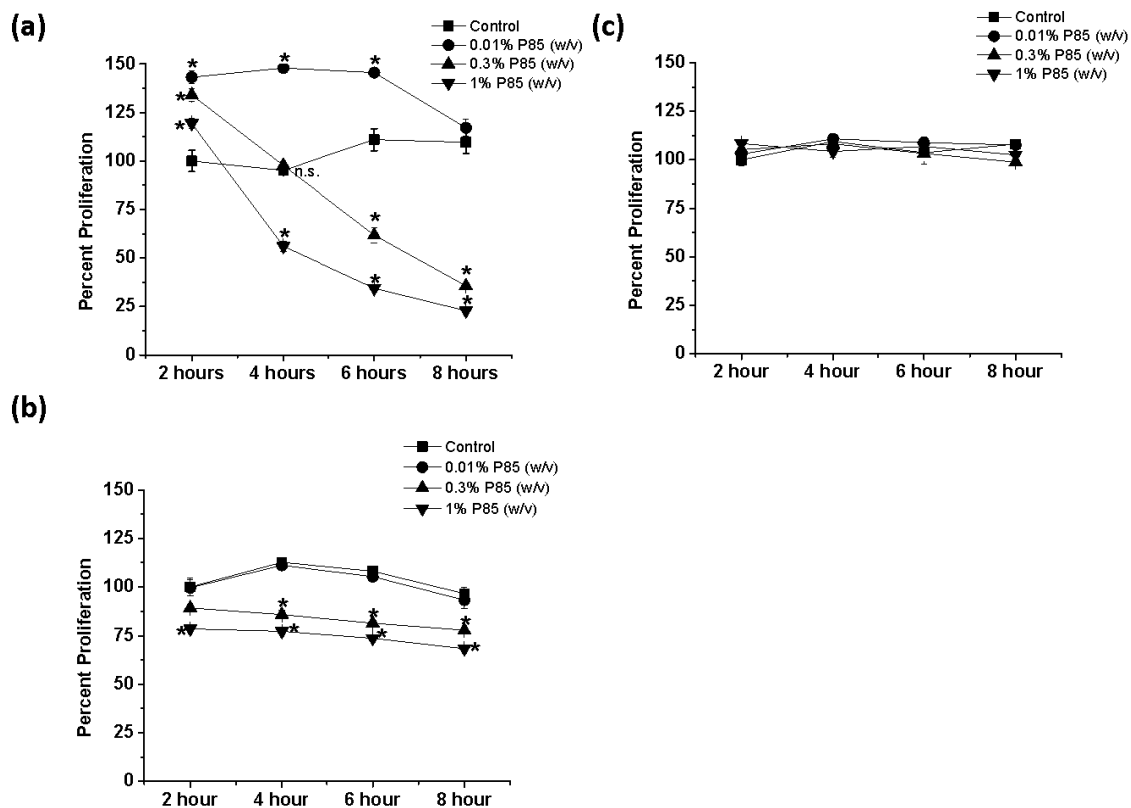 (a)
Control
0.01% P85 (w/v)
0.3% P85 (w/v)
1% P85 (w/v)
Percent Proliferation
150
125
100
75
50
25
0
*
*
*
*
*
n.s.
*
*
*
*
*
2 hours
4 hours
6 hours
8 hours
(c)
Control
0.01% P85 (w/v)
0.3% P85 (w/v)
1% P85 (w/v)
Percent Proliferation
150
125
100
75
50
25
0
2 hour
4 hour
6 hour
8 hour
(b)
Control
0.01% P85 (w/v)
0.3% P85 (w/v)
1% P85 (w/v)
Percent Proliferation
150
125
100
75
50
25
0
*
*
*
*
*
*
*
2 hour
4 hour
6 hour
8 hour